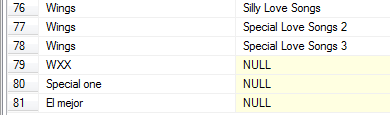 76 Wings Silly Love Songs
77 Wings Special Love Songs 2
78 Wings Special Love Songs 3
79 WXX NULL
80 Special one NULL
81 El mejor NULL